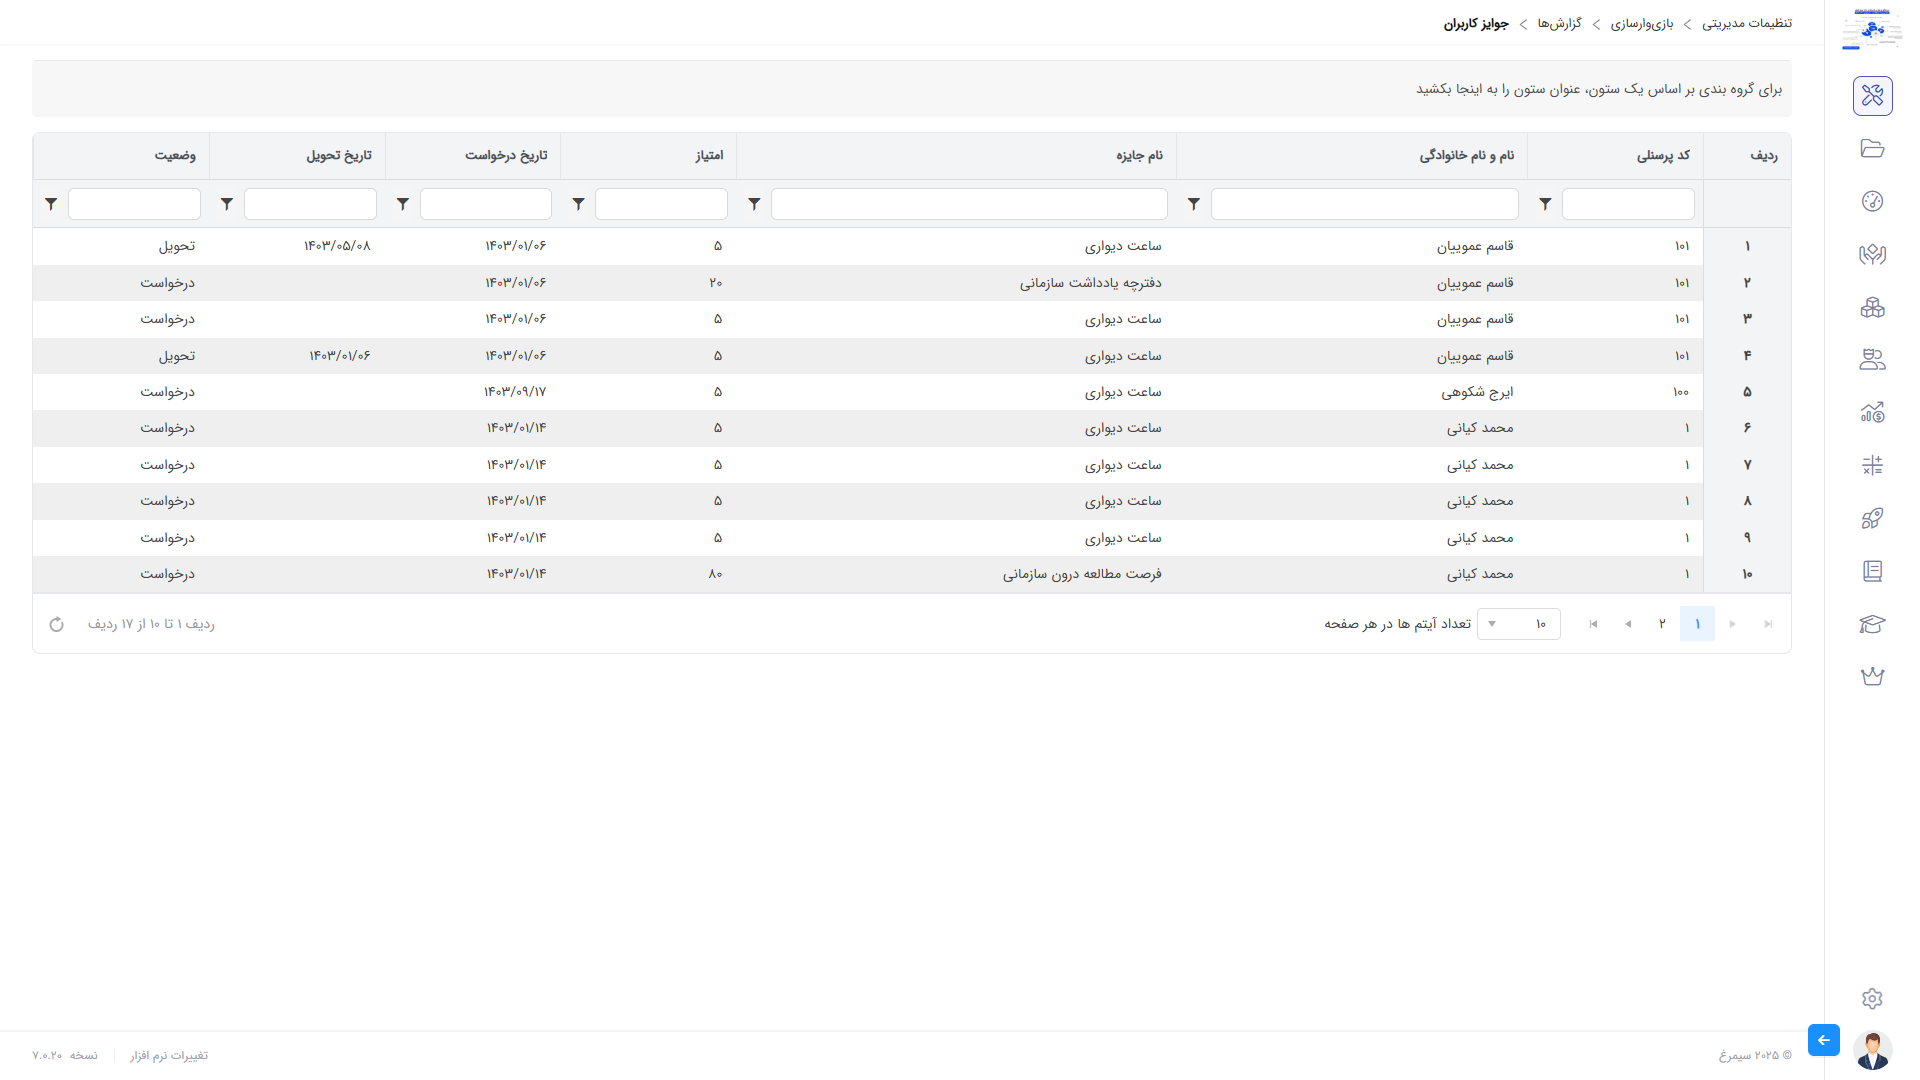 تنظیمات مدیریتی > بازی‌وارسازی > گزارش‌ها > جوایز کاربران
برای گروه بندی بر اساس یک ستون، عنوان ستون را به اینجا بکشید
ردیف کد پرسنلی نام و نام خانوادگی نام جایزه امتیاز تاریخ درخواست تاریخ تحویل وضعیت
۱ ۱۰۱ قاسم عموییان ساعت دیواری ۵ ۱۴۰۳/۰۱/۰۶ ۱۴۰۳/۰۵/۰۸ تحویل
۲ ۱۰۱ قاسم عموییان دفترچه یادداشت سازمانی ۲۰ ۱۴۰۳/۰۱/۰۶ درخواست
۳ ۱۰۱ قاسم عموییان ساعت دیواری ۵ ۱۴۰۳/۰۱/۰۶ درخواست
۴ ۱۰۱ قاسم عموییان ساعت دیواری ۵ ۱۴۰۳/۰۱/۰۶ ۱۴۰۳/۰۱/۰۶ تحویل
۵ ۱۰۰ ایرج شکوهی ساعت دیواری ۵ ۱۴۰۳/۰۹/۱۷ درخواست
۶ ۱ محمد کیانی ساعت دیواری ۵ ۱۴۰۳/۰۱/۱۴ درخواست
۷ ۱ محمد کیانی ساعت دیواری ۵ ۱۴۰۳/۰۱/۱۴ درخواست
۸ ۱ محمد کیانی ساعت دیواری ۵ ۱۴۰۳/۰۱/۱۴ درخواست
۹ ۱ محمد کیانی ساعت دیواری ۵ ۱۴۰۳/۰۱/۱۴ درخواست
۱۰ ۱ محمد کیانی فرصت مطالعه درون سازمانی ۸۰ ۱۴۰۳/۰۱/۱۴ درخواست
۱ ۲ ۱۰ تعداد آیتم ها در هر صفحه ردیف ۱ تا ۱۰ از ۱۷ ردیف
© ۲۰۲۵ سیمرغ تغییرات نرم افزار نسخه ۷.۰.۲۰